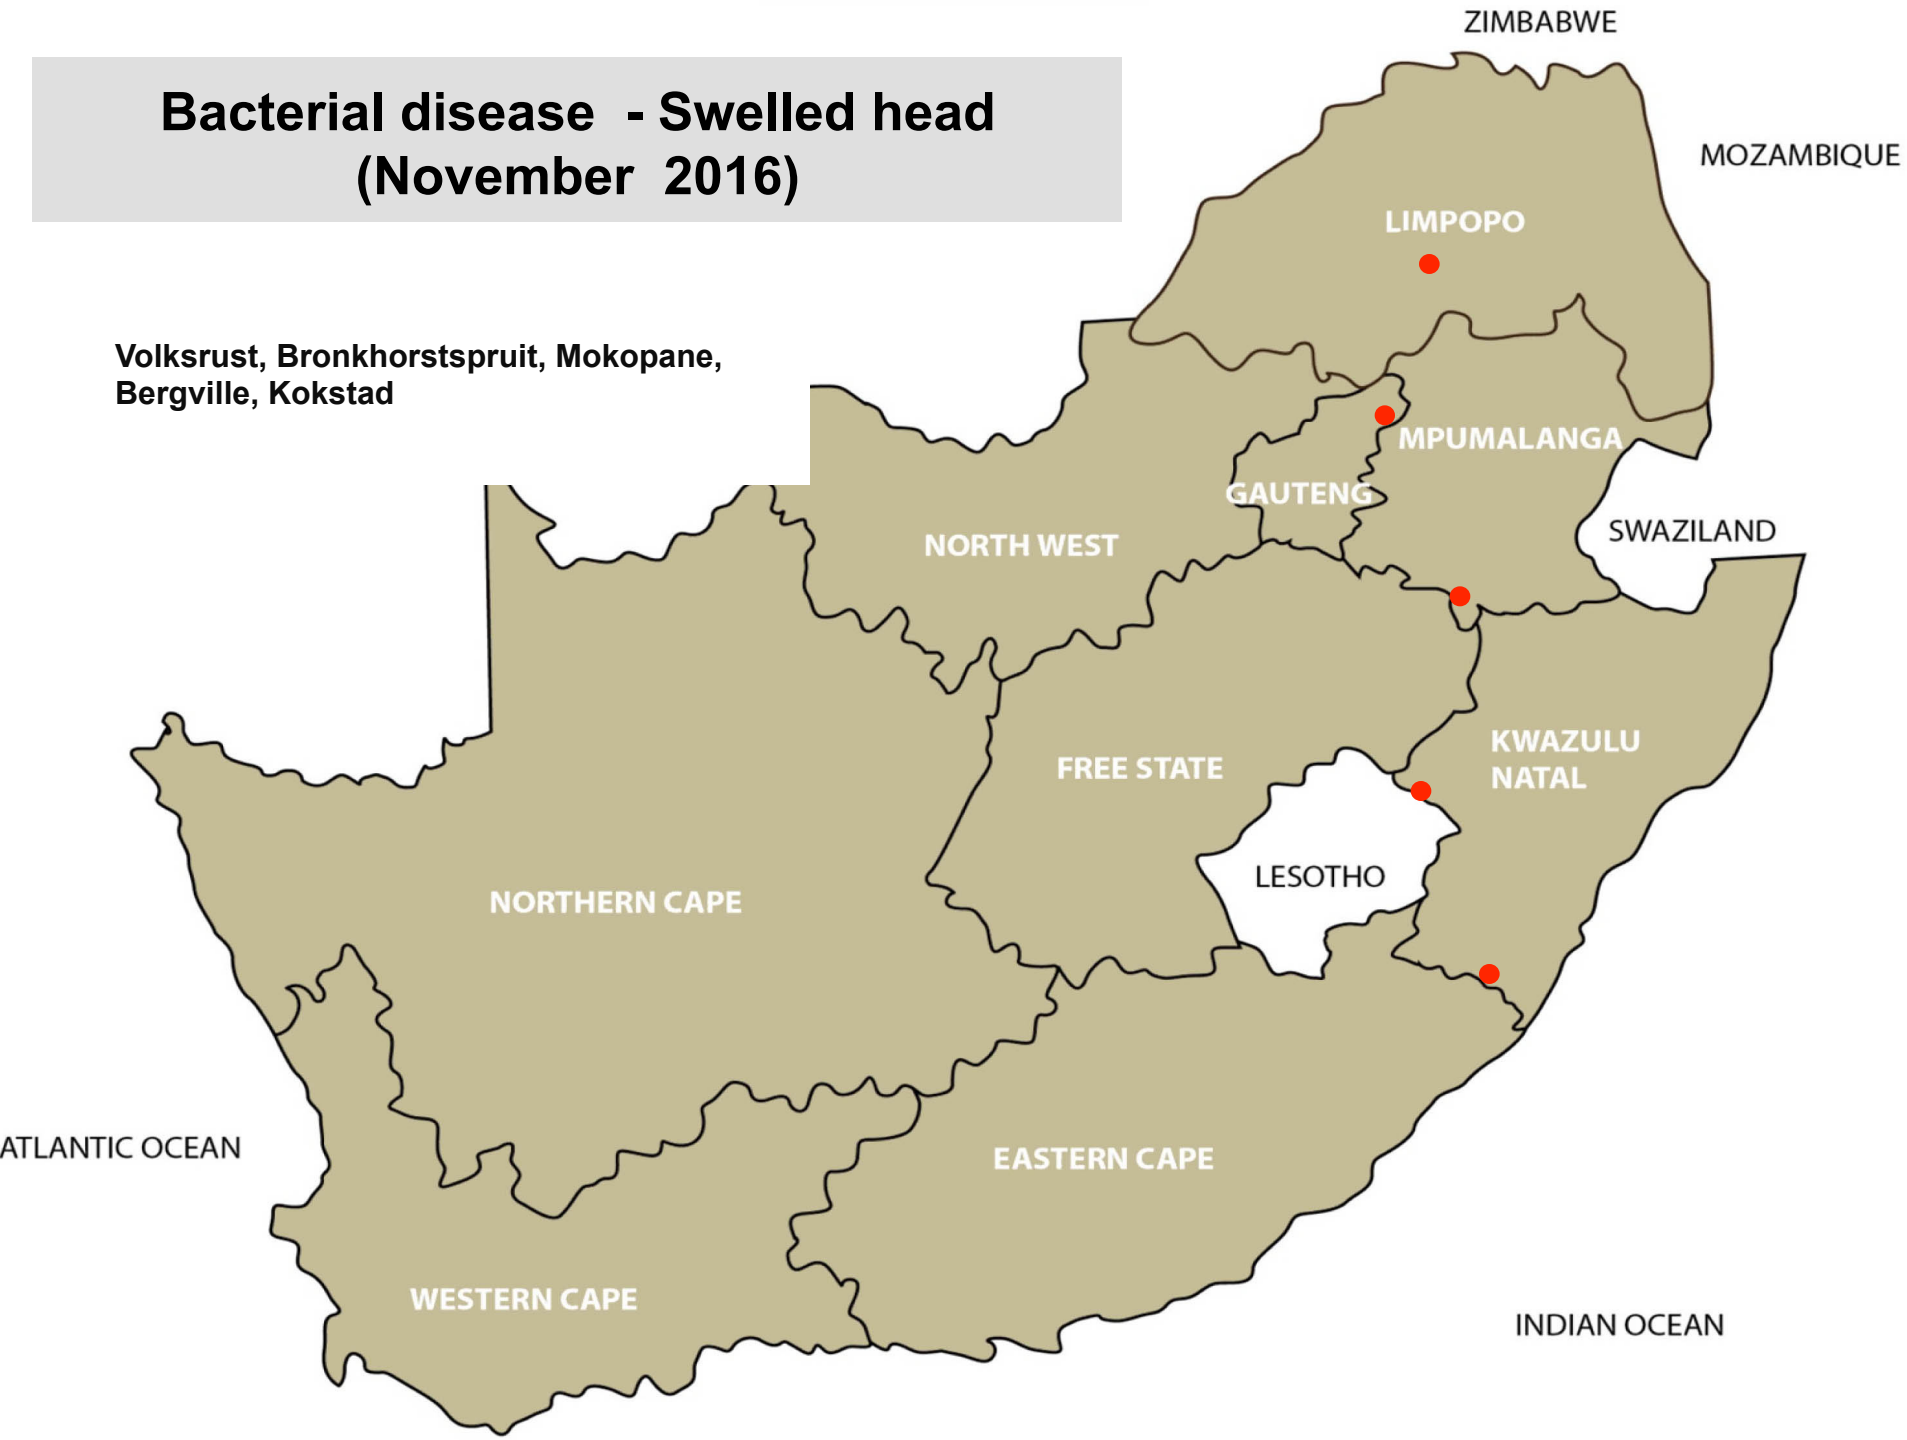 ZIMBABWE
Bacterial disease - Swelled head
(November 2016)
MOZAMBIQUE
LIMPOPO
Volksrust, Bronkhorstspruit, Mokopane,
Bergville, Kokstad
MPUMALANGA
GAUTENG
SWAZILAND
NORTH WEST
KWAZULU
NATAL
FREE STATE
LESOTHO
NORTHERN CAPE
ATLANTIC OCEAN
EASTERN CAPE
WESTERN CAPE
INDIAN OCEAN